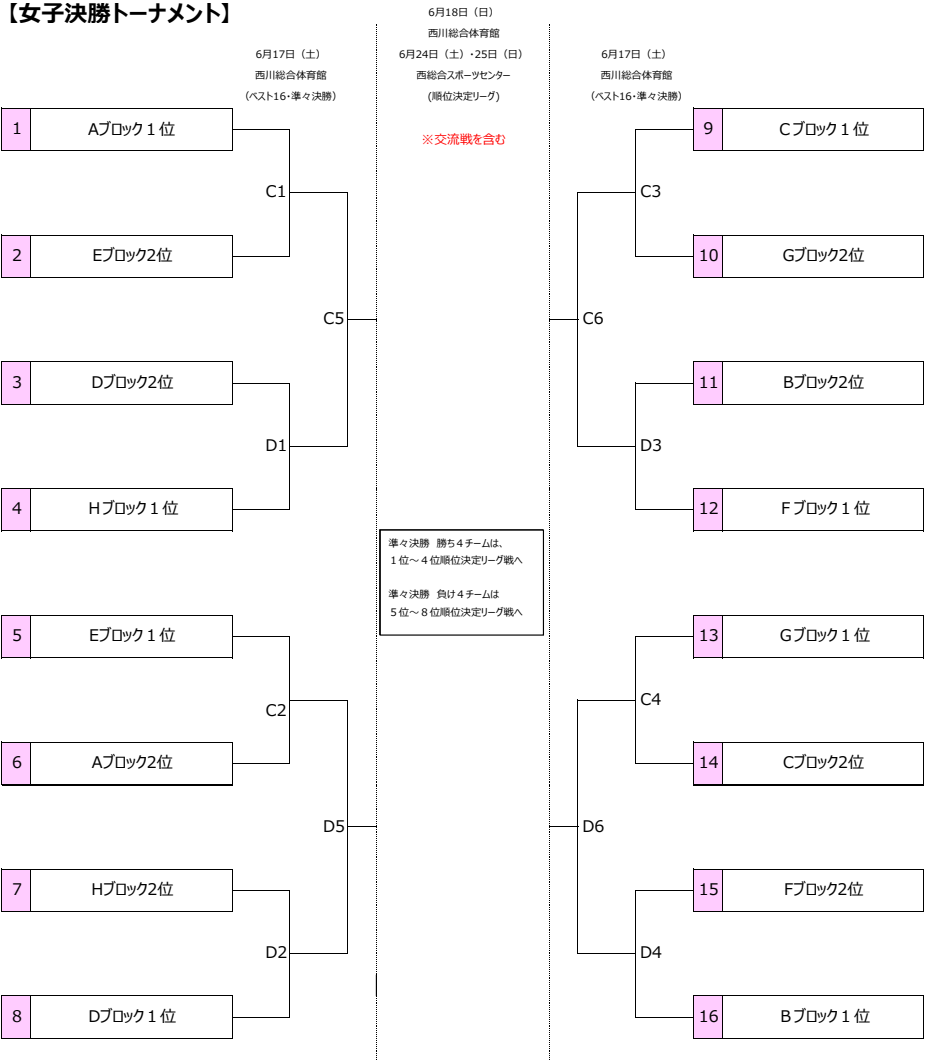 【女子決勝トーナメント】
6月18日（日）
西川総合体育館
6月17日（土）
6月24日（土）・25日（日）
6月17日（土）
西川総合体育館
西総合スポーツセンター
西川総合体育館
（ベスト16・準々決勝）
(順位決定リーグ)
（ベスト16・準々決勝）
※交流戦を含む
1 Aブロック１位
9 Cブロック１位
C1
C3
2 Eブロック2位
10 Gブロック2位
C5
C6
3 Dブロック2位
11 Bブロック2位
D1
D3
4 Hブロック１位
12 Fブロック１位
準々決勝 勝ち４チームは、
１位～４位順位決定リーグ戦へ
準々決勝 負け４チームは
５位～８位順位決定リーグ戦へ
5 Eブロック１位
13 Gブロック１位
C2
C4
6 Aブロック2位
14 Cブロック2位
D5
D6
7 Hブロック2位
15 Fブロック2位
D2
D4
8 Dブロック１位
16 Bブロック１位